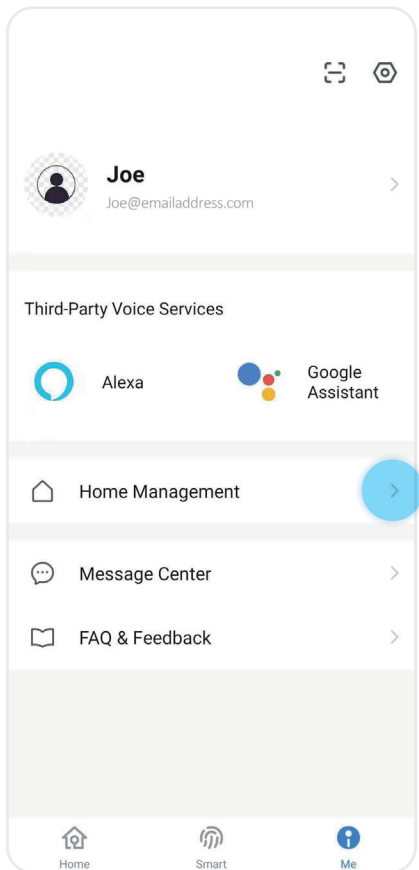 Joe
Joe@emailaddress.com
Third-Party Voice Services
Alexa
Google
Assistant
Home Management
Message Center
FAQ & Feedback
Home
Smart
Me